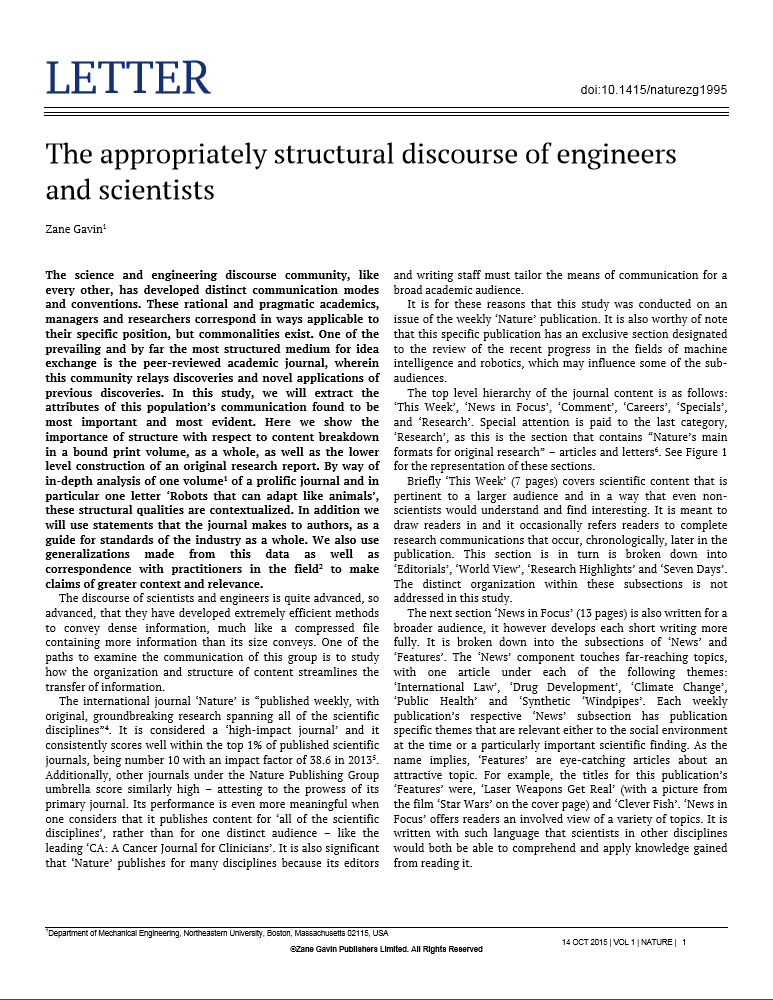 LETTER
doi:10.1415/naturezg1995
The appropriately structural discourse of engineers
and scientists
Zane Gavin¹
The science and engineering discourse community, like
every other, has developed distinct communication modes
and conventions. These rational and pragmatic academics,
managers and researchers correspond in ways applicable to
their specific position, but commonalities exist. One of the
prevailing and by far the most structured medium for idea
exchange is the peer-reviewed academic journal, wherein
this community relays discoveries and novel applications of
previous discoveries. In this study, we will extract the
attributes of this population's communication found to be
most important and most evident. Here we show the
importance of structure with respect to content breakdown
in a bound print volume, as a whole, as well as the lower
level construction of an original research report. By way of
in-depth analysis of one volume¹ of a prolific journal and in
particular one letter ‘Robots that can adapt like animals’,
these structural qualities are contextualized. In addition we
will use statements that the journal makes to authors, as a
guide for standards of the industry as a whole. We also use
generalizations made from this data as well as
correspondence with practitioners in the field² to make
claims of greater context and relevance.
The discourse of scientists and engineers is quite advanced, so
advanced, that they have developed extremely efficient methods
to convey dense information, much like a compressed file
containing more information than its size conveys. One of the
paths to examine the communication of this group is to study
how the organization and structure of content streamlines the
transfer of information.
The international journal ‘Nature’ is “published weekly, with
original, groundbreaking research spanning all of the scientific
disciplines”⁴. It is considered a ‘high-impact journal’ and it
consistently scores well within the top 1% of published scientific
journals, being number 10 with an impact factor of 38.6 in 2013⁵.
Additionally, other journals under the Nature Publishing Group
umbrella score similarly high – attesting to the prowess of its
primary journal. Its performance is even more meaningful when
one considers that it publishes content for ‘all of the scientific
disciplines’, rather than for one distinct audience – like the
leading ‘CA: A Cancer Journal for Clinicians’. It is also significant
that ‘Nature’ publishes for many disciplines because its editors
and writing staff must tailor the means of communication for a
broad academic audience.
It is for these reasons that this study was conducted on an
issue of the weekly ‘Nature’ publication. It is also worthy of note
that this specific publication has an exclusive section designated
to the review of the recent progress in the fields of machine
intelligence and robotics, which may influence some of the sub-
audiences.
The top level hierarchy of the journal content is as follows:
‘This Week’, ‘News in Focus’, ‘Comment’, ‘Careers’, ‘Specials’,
and ‘Research’. Special attention is paid to the last category,
‘Research’, as this is the section that contains “Nature’s main
formats for original research” – articles and letters⁶. See Figure 1
for the representation of these sections.
Briefly ‘This Week’ (7 pages) covers scientific content that is
pertinent to a larger audience and in a way that even non-
scientists would understand and find interesting. It is meant to
draw readers in and it occasionally refers readers to complete
research communications that occur, chronologically, later in the
publication. This section is in turn is broken down into
‘Editorials’, ‘World View’, ‘Research Highlights’ and ‘Seven Days’.
The distinct organization within these subsections is not
addressed in this study.
The next section ‘News in Focus’ (13 pages) is also written for a
broader audience, it however develops each short writing more
fully. It is broken down into the subsections of ‘News’ and
‘Features’. The ‘News’ component touches far-reaching topics,
with one article under each of the following themes:
‘International Law’, ‘Drug Development’, ‘Climate Change’,
‘Public Health’ and ‘Synthetic ‘Windpipes’. Each weekly
publication’s respective ‘News’ subsection has publication
specific themes that are relevant either to the social environment
at the time or a particularly important scientific finding. As the
name implies, ‘Features’ are eye-catching articles about an
attractive topic. For example, the titles for this publication’s
‘Features’ were, ‘Laser Weapons Get Real’ (with a picture from
the film ‘Star Wars’ on the cover page) and ‘Clever Fish’. ‘News in
Focus’ offers readers an involved view of a variety of topics. It is
written with such language that scientists in other disciplines
would both be able to comprehend and apply knowledge gained
from reading it.
¹Department of Mechanical Engineering, Northeastern University, Boston, Massachusetts 02115, USA
14 OCT 2015 | VOL 1 | NATURE | 1
©Zane Gavin Publishers Limited. All Rights Reserved